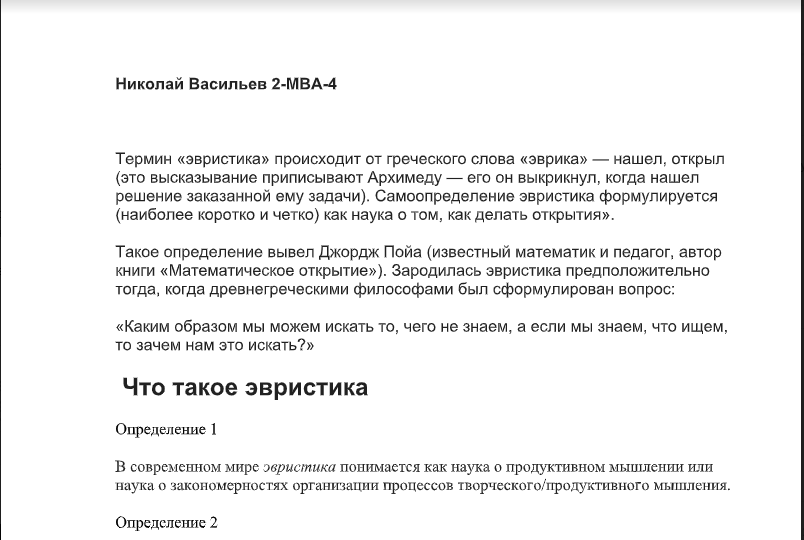 Николай Васильев 2-МВА-4
Термин «эвристика» происходит от греческого слова «эврика» — нашел, открыл
(это высказывание приписывают Архимеду — его он выкрикнул, когда нашел
решение заказанной ему задачи). Самоопределение эвристика формулируется
(наиболее коротко и четко) как наука о том, как делать открытия».
Такое определение вывел Джордж Пойа (известный математик и педагог, автор
книги «Математическое открытие»). Зародилась эвристика предположительно
тогда, когда древнегреческими философами был сформулирован вопрос:
«Каким образом мы можем искать то, чего не знаем, а если мы знаем, что ищем,
то зачем нам это искать?»
Что такое эвристика
Определение 1
В современном мире эвристика понимается как наука о продуктивном мышлении или
наука о закономерностях организации процессов творческого/продуктивного мышления.
Определение 2